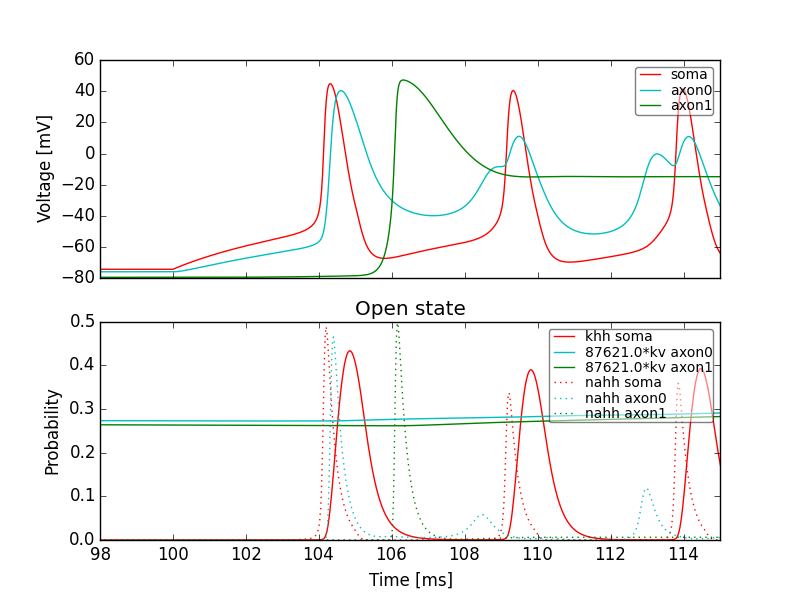 60
40
20
0
−20
−40
−60
−80
Voltage [mV]
soma
axon0
axon1
Open state
0.5
0.4
0.3
0.2
0.1
0.0
Probability
khh soma
87621.0*kv axon0
87621.0*kv axon1
nahh soma
nahh axon0
nahh axon1
98 100 102 104 106 108 110 112 114
Time [ms]